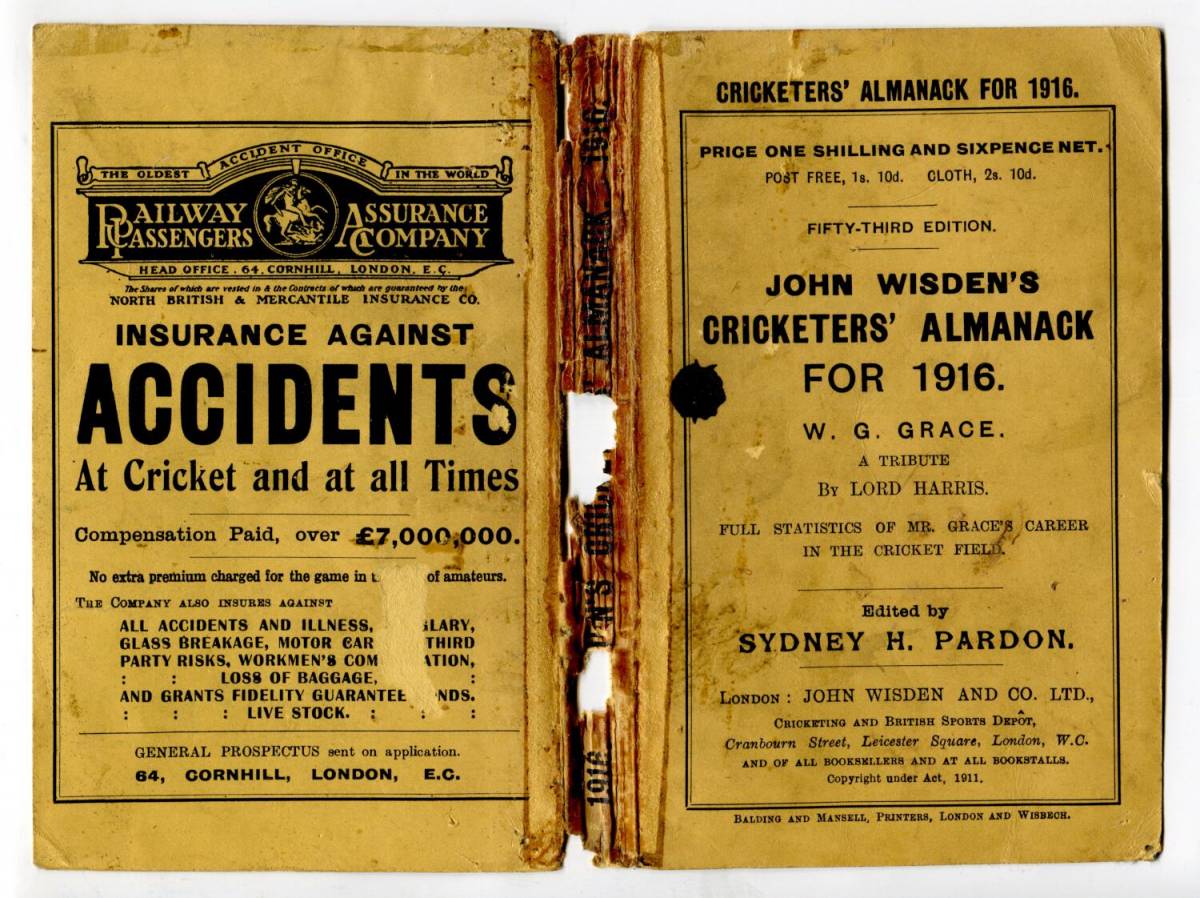 THE OLDEST ACCIDENT OFFICE IN THE WORLD
RAILWAY PASSENGERS ASSURANCE COMPANY
HEAD OFFICE. 64, CORNHILL, LONDON, E.C.
The Shares of which are vested in & the Contracts of which are guaranteed by the
NORTH BRITISH & MERCANTILE INSURANCE CO.
INSURANCE AGAINST
ACCIDENTS
At Cricket and at all Times
Compensation Paid, over £7,000,000.
No extra premium charged for the game in of amateurs.
THE COMPANY ALSO INSURES AGAINST
ALL ACCIDENTS AND ILLNESS, GLARY,
GLASS BREAKAGE, MOTOR CAR THIRD
PARTY RISKS, WORKMEN'S COM ATION,
: : LOSS OF BAGGAGE, :
AND GRANTS FIDELITY GUARANTEE NDS.
: : : LIVE STOCK. : : :
GENERAL PROSPECTUS sent on application.
64, CORNHILL, LONDON, E.C.
1916 ALMANACK. 1916.
CRICKETERS' ALMANACK FOR 1916.
PRICE ONE SHILLING AND SIXPENCE NET.
POST FREE, 1s. 10d. CLOTH, 2s. 10d.
FIFTY-THIRD EDITION.
JOHN WISDEN'S
CRICKETERS' ALMANACK
FOR 1916.
W. G. GRACE.
A TRIBUTE
BY LORD HARRIS.
FULL STATISTICS OF MR. GRACE'S CAREER
IN THE CRICKET FIELD.
Edited by
SYDNEY H. PARDON.
LONDON: JOHN WISDEN AND CO. LTD.,
CRICKETING AND BRITISH SPORTS DEPÔT,
Cranbourn Street, Leicester Square, London, W.C.
AND OF ALL BOOKSELLERS AND AT ALL BOOKSTALLS.
Copyright under Act, 1911.
BALDING AND MANSELL, PRINTERS, LONDON AND WISBECH.